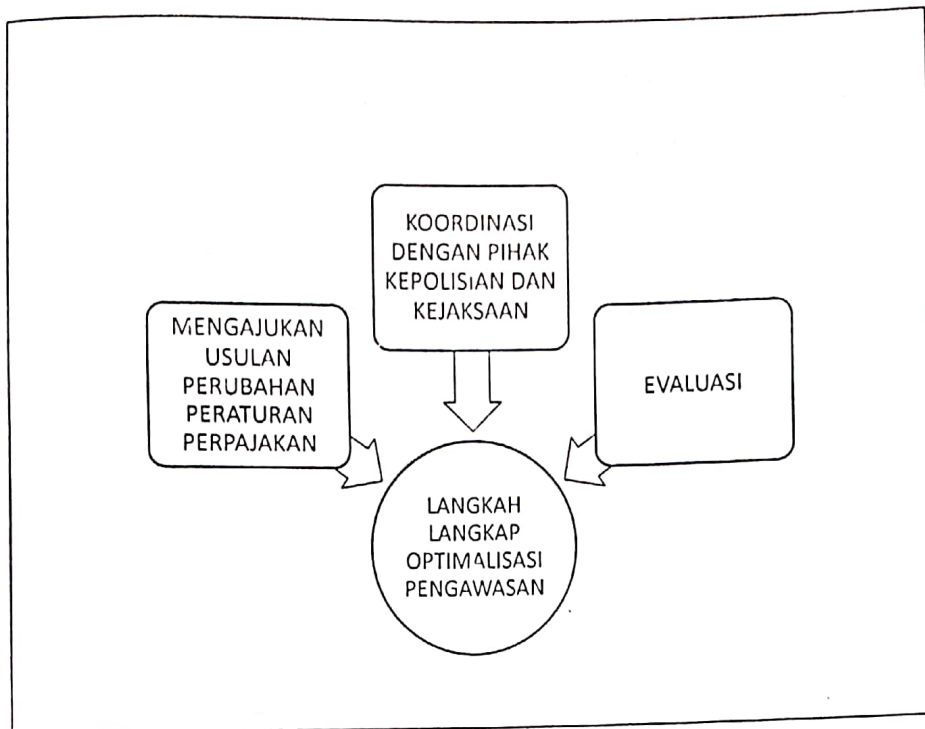 KOORDINASI
DENGAN PIHAK
KEPOLISIAN DAN
KEJAKSAAN
MENGAJUKAN
USULAN
PERUBAHAN
PERATURAN
PERPAJAKAN
EVALUASI
LANGKAH
LANGKAP
OPTIMALISASI
PENGAWASAN